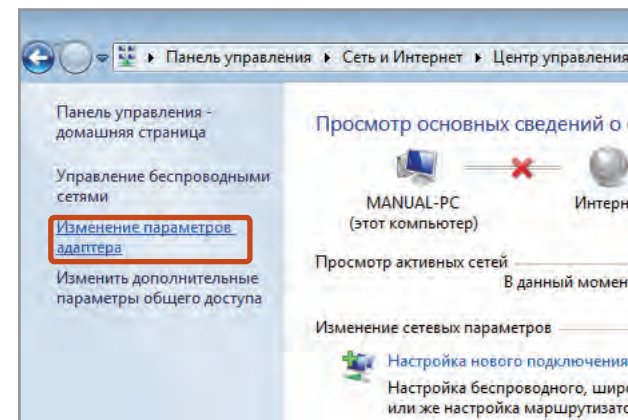 Панель управления ▸ Сеть и Интернет ▸ Центр управления
Панель управления -
домашняя страница
Управление беспроводными
сетями
Изменение параметров
адаптера
Изменить дополнительные
параметры общего доступа
Просмотр основных сведений о
MANUAL-PC
(этот компьютер)
Интерн
Просмотр активных сетей
В данный момен
Изменение сетевых параметров
Настройка нового подключения
Настройка беспроводного, широ
или же настройка маршрутизато